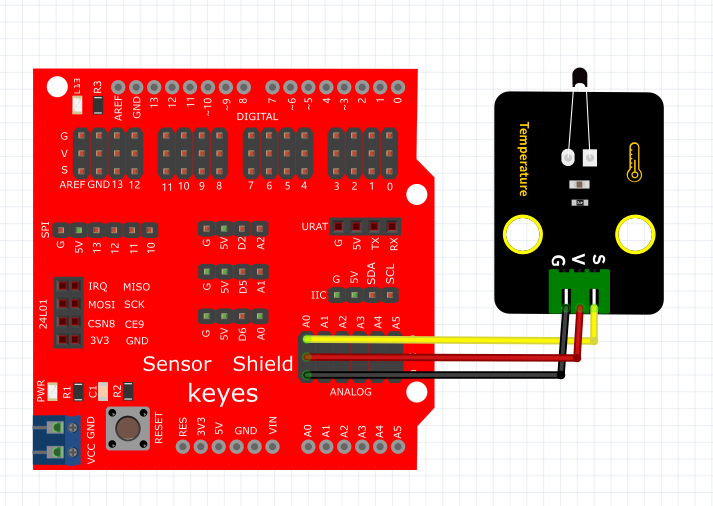 L13
R3
AREF GND 13 12 11 ~10 ~9 8 7 ~6 ~5 4 ~3 2 1 0
DIGITAL
G
V
S
AREF GND 13 12 11 10 9 8 7 6 5 4 3 2 1 0
SPI
G 5V 13 12 11 10
G 5V D2 A2
URAT
G 5V TX RX
G 5V D5 A1
IIC
G 5V SDA SCL
24L01
IRQ MISO
MOSI SCK
CSN8 CE9
3V3 GND
G 5V D6 A0
A0 A1 A2 A3 A4 A5
Sensor Shield
keyes
ANALOG
PWR
R1
C1
R2
RESET
VCC GND
RES 3V3 5V GND VIN
A0 A1 A2 A3 A4 A5
Temperature
G V S